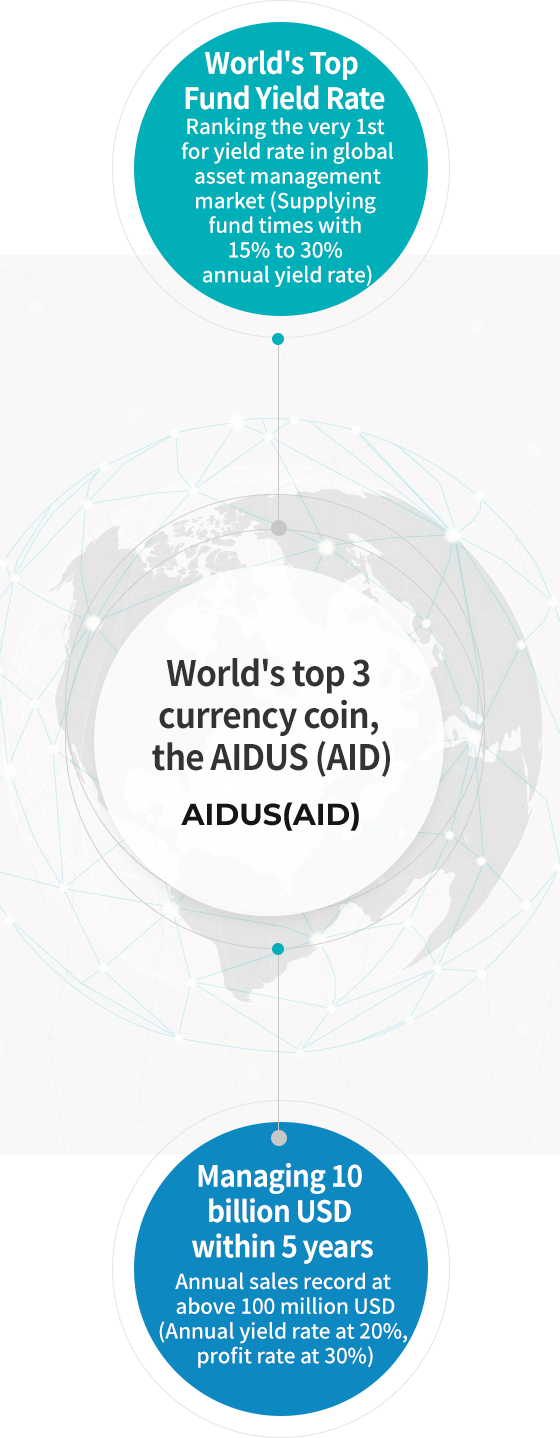 World's Top
Fund Yield Rate
Ranking the very 1st
for yield rate in global
asset management
market (Supplying
fund times with
15% to 30%
annual yield rate)
World's top 3
currency coin,
the AIDUS (AID)
AIDUS(AID)
Managing 10
billion USD
within 5 years
Annual sales record at
above 100 million USD
(Annual yield rate at 20%,
profit rate at 30%)